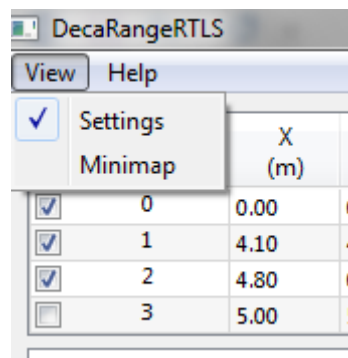 DecaRangeRTLS
View Help
Settings
Minimap
X
(m)
0 0.00
1 4.10
2 4.80
3 5.00